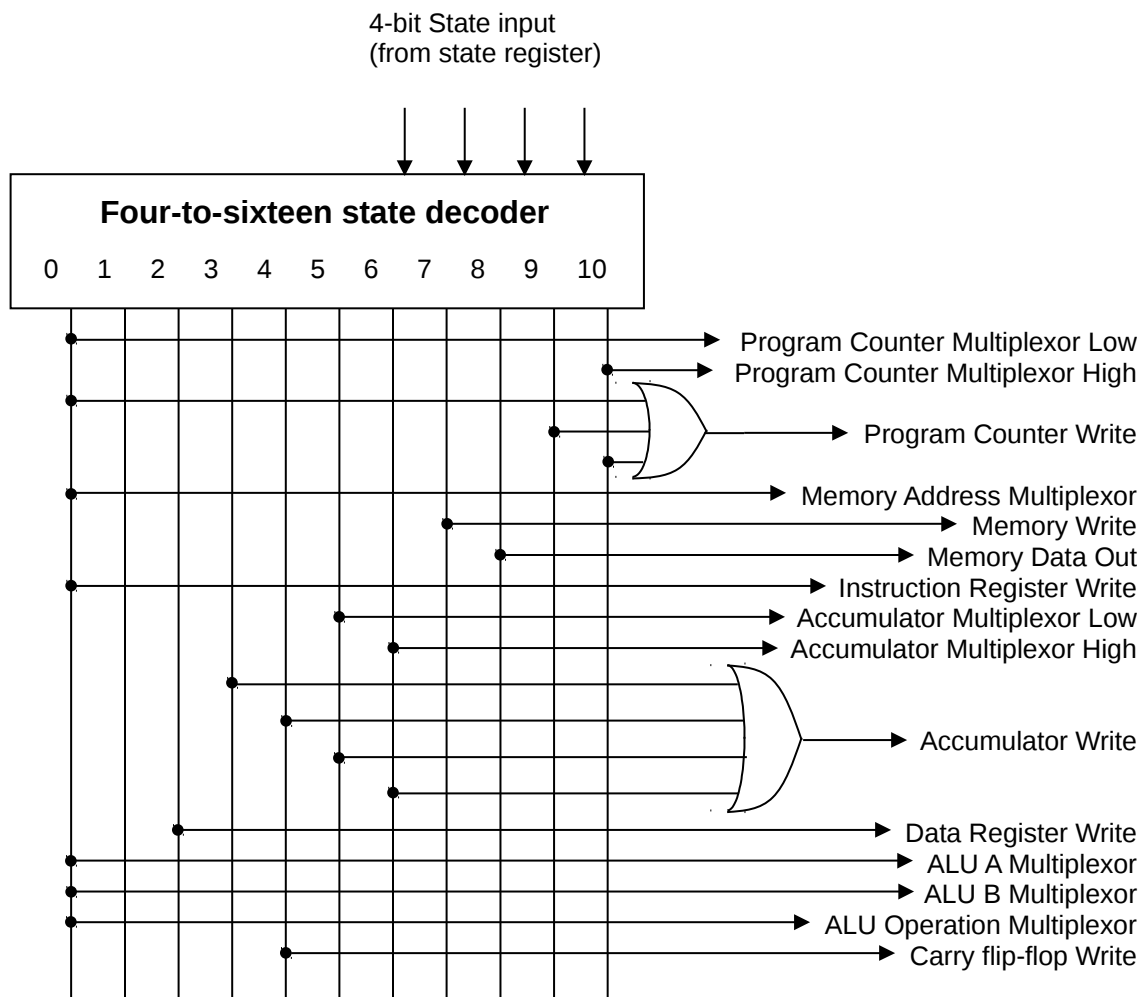 4-bit State input
(from state register)
Four-to-sixteen state decoder
0 1 2 3 4 5 6 7 8 9 10
Program Counter Multiplexor Low
Program Counter Multiplexor High
Program Counter Write
Memory Address Multiplexor
Memory Write
Memory Data Out
Instruction Register Write
Accumulator Multiplexor Low
Accumulator Multiplexor High
Accumulator Write
Data Register Write
ALU A Multiplexor
ALU B Multiplexor
ALU Operation Multiplexor
Carry flip-flop Write